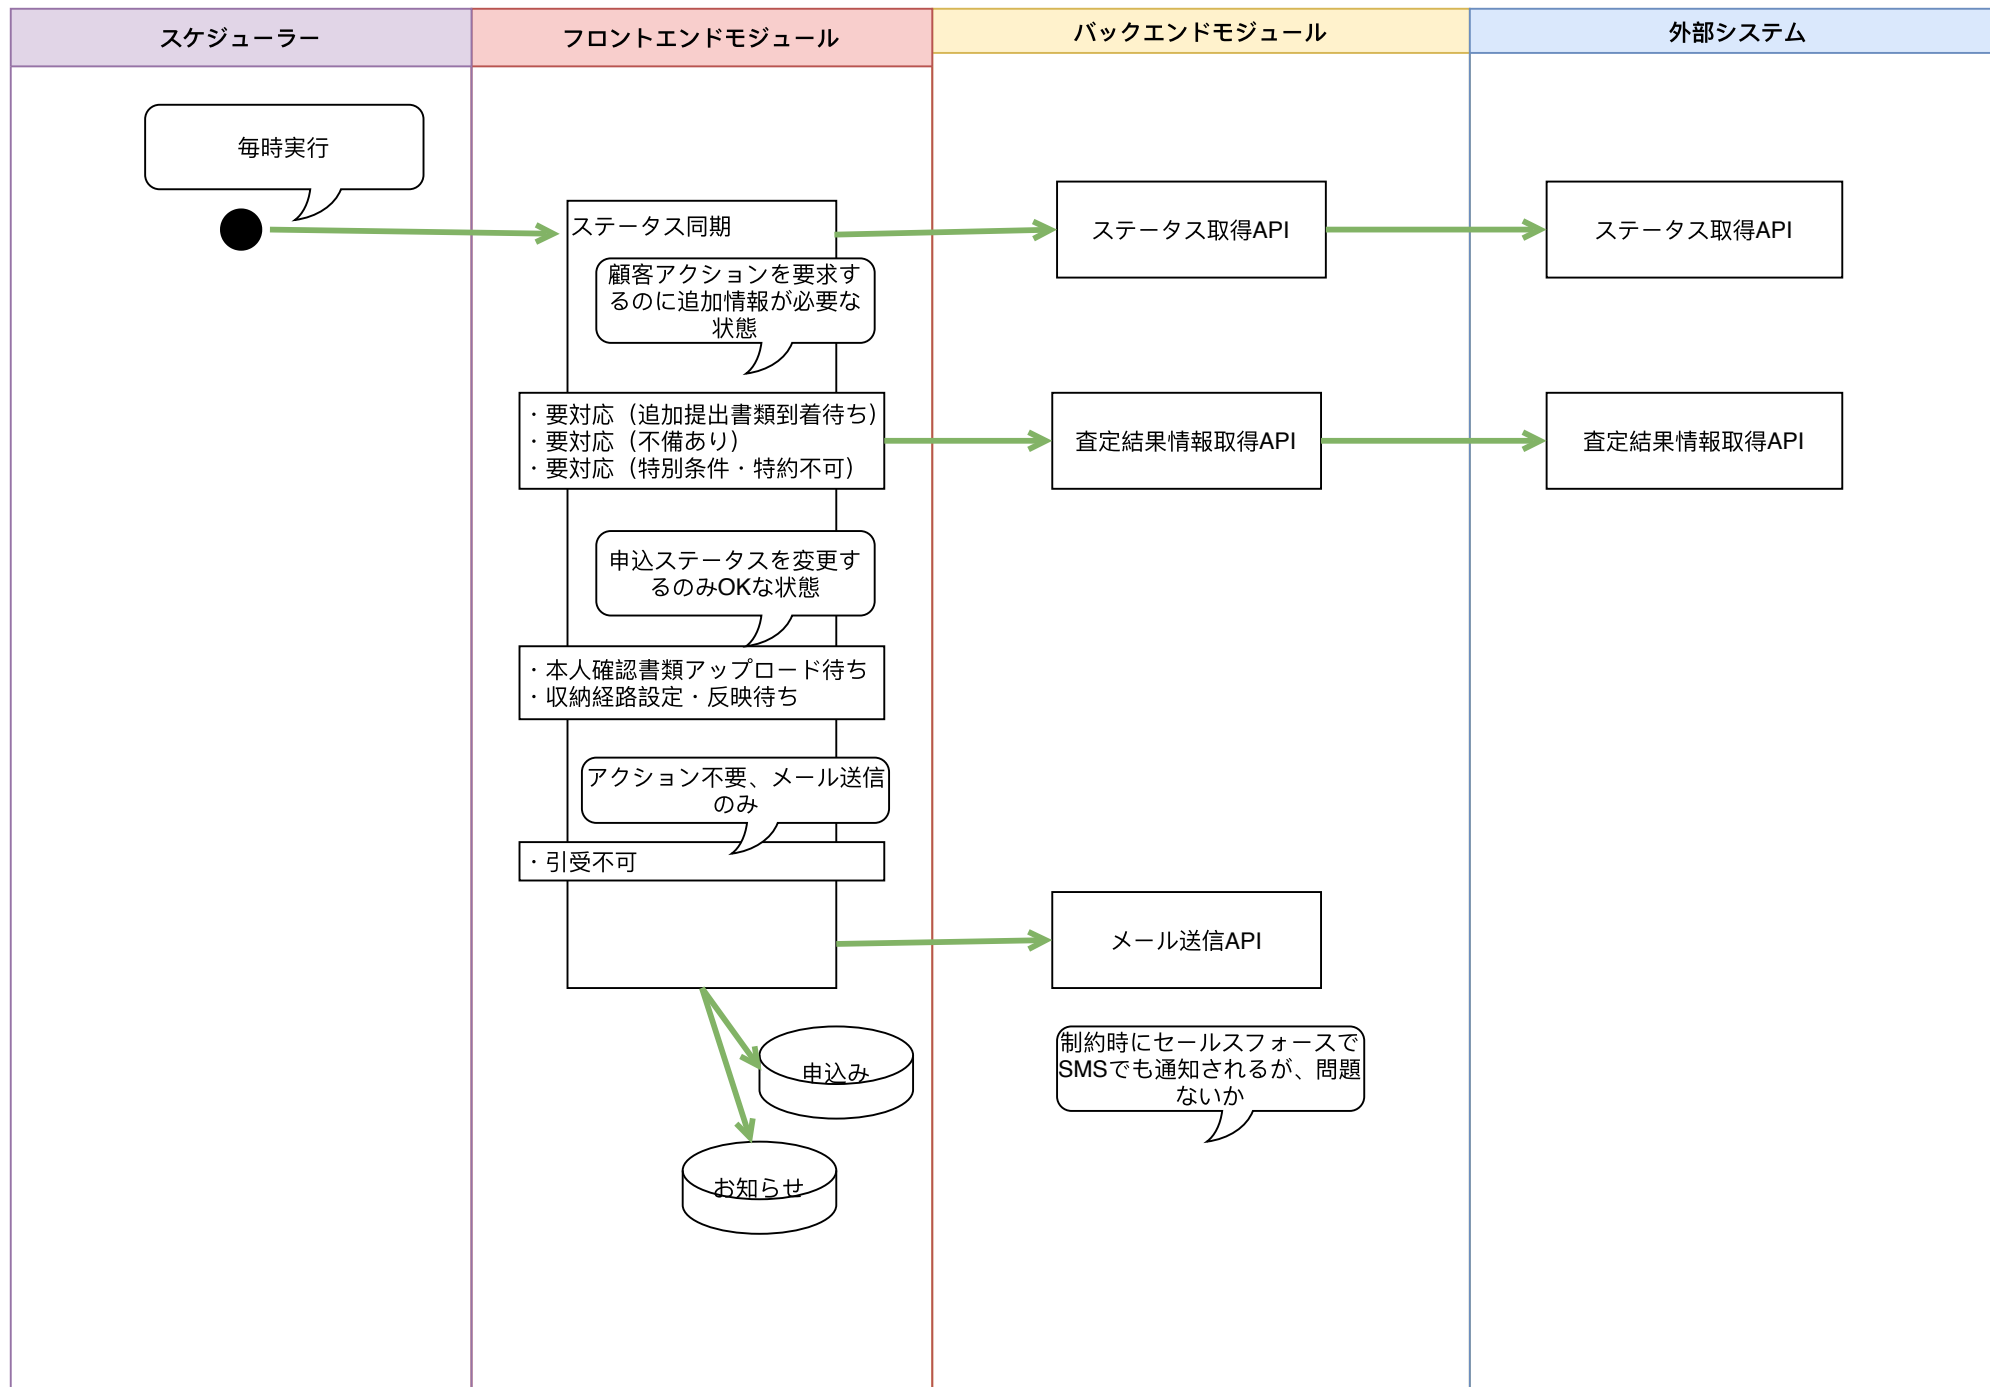 スケジューラー
フロントエンドモジュール
バックエンドモジュール
外部システム
毎時実行
ステータス同期
ステータス取得API
ステータス取得API
顧客アクションを要求す
るのに追加情報が必要な
状態
・要対応（追加提出書類到着待ち）
・要対応（不備あり）
・要対応（特別条件・特約不可）
査定結果情報取得API
査定結果情報取得API
申込ステータスを変更す
るのみOKな状態
・本人確認書類アップロード待ち
・収納経路設定・反映待ち
アクション不要、メール送信
のみ
・引受不可
メール送信API
申込み
制約時にセールスフォースで
SMSでも通知されるが、問題
ないか
お知らせ